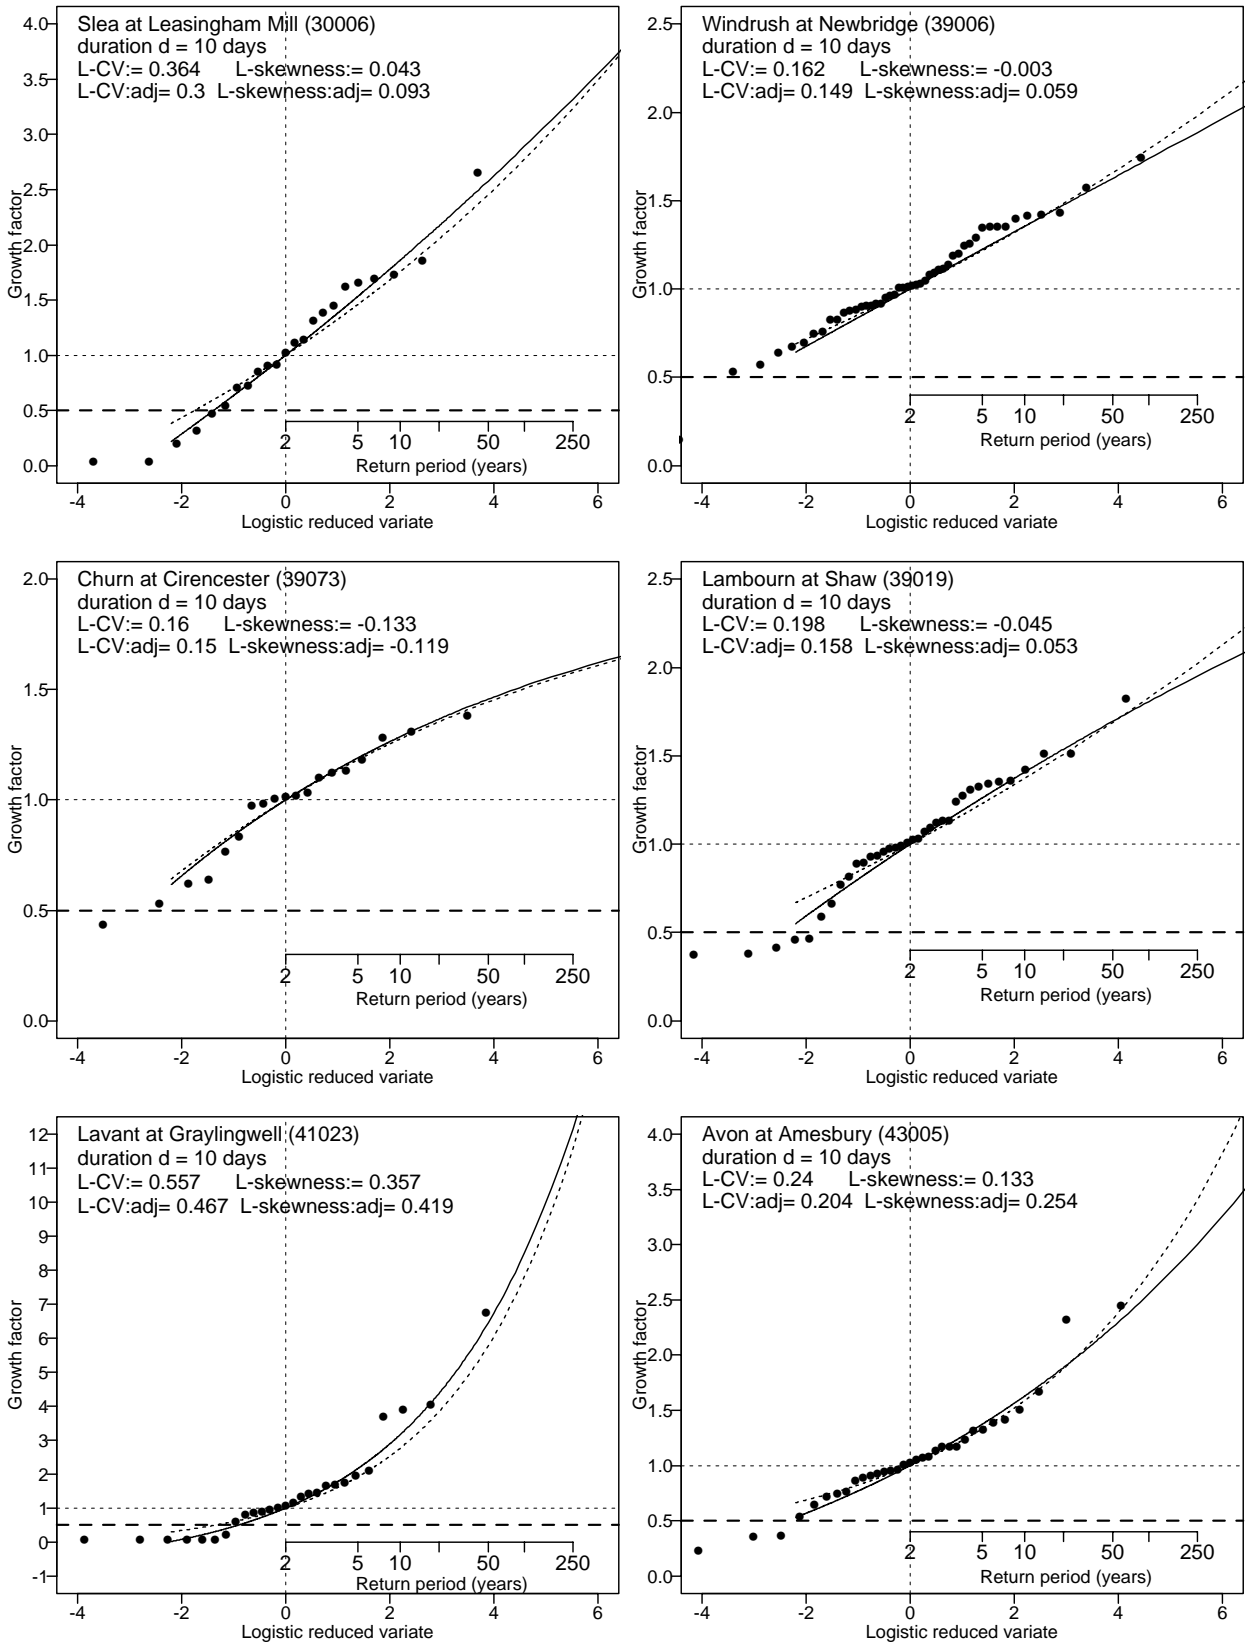 Slea at Leasingham Mill (30006)
duration d = 10 days
L-CV:= 0.364 L-skewness:= 0.043
L-CV:adj= 0.3 L-skewness:adj= 0.093
4.0
3.5
3.0
2.5
2.0
1.5
1.0
0.5
0.0
Growth factor
2 5 10 50 250
Return period (years)
-4 -2 0 2 4 6
Logistic reduced variate
Windrush at Newbridge (39006)
duration d = 10 days
L-CV:= 0.162 L-skewness:= -0.003
L-CV:adj= 0.149 L-skewness:adj= 0.059
2.5
2.0
1.5
1.0
0.5
0.0
Growth factor
2 5 10 50 250
Return period (years)
-4 -2 0 2 4 6
Logistic reduced variate
Churn at Cirencester (39073)
duration d = 10 days
L-CV:= 0.16 L-skewness:= -0.133
L-CV:adj= 0.15 L-skewness:adj= -0.119
2.0
1.5
1.0
0.5
0.0
Growth factor
2 5 10 50 250
Return period (years)
-4 -2 0 2 4 6
Logistic reduced variate
Lambourn at Shaw (39019)
duration d = 10 days
L-CV:= 0.198 L-skewness:= -0.045
L-CV:adj= 0.158 L-skewness:adj= 0.053
2.5
2.0
1.5
1.0
0.5
0.0
Growth factor
2 5 10 50 250
Return period (years)
-4 -2 0 2 4 6
Logistic reduced variate
Lavant at Graylingwell (41023)
duration d = 10 days
L-CV:= 0.557 L-skewness:= 0.357
L-CV:adj= 0.467 L-skewness:adj= 0.419
12
11
10
9
8
7
6
5
4
3
2
1
0
-1
Growth factor
2 5 10 50 250
Return period (years)
-4 -2 0 2 4 6
Logistic reduced variate
Avon at Amesbury (43005)
duration d = 10 days
L-CV:= 0.24 L-skewness:= 0.133
L-CV:adj= 0.204 L-skewness:adj= 0.254
4.0
3.5
3.0
2.5
2.0
1.5
1.0
0.5
0.0
Growth factor
2 5 10 50 250
Return period (years)
-4 -2 0 2 4 6
Logistic reduced variate